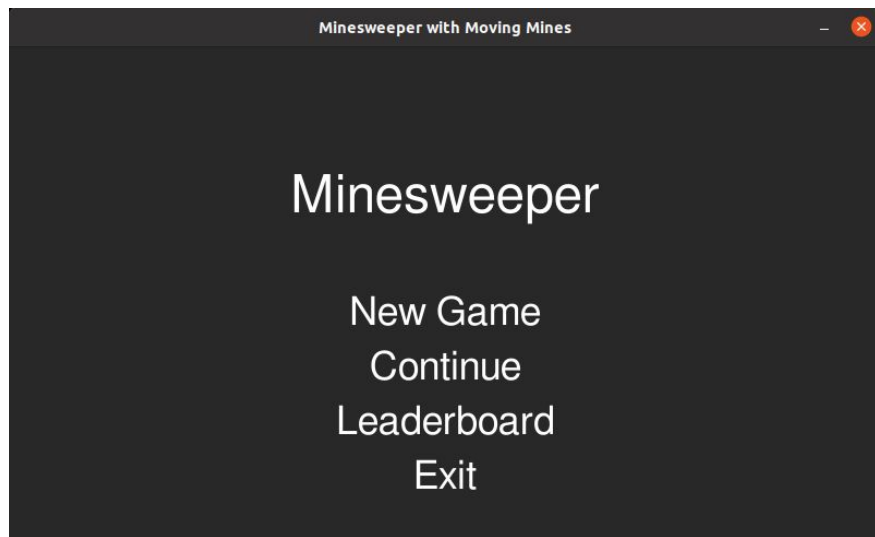 Minesweeper with Moving Mines
Minesweeper
New Game
Continue
Leaderboard
Exit